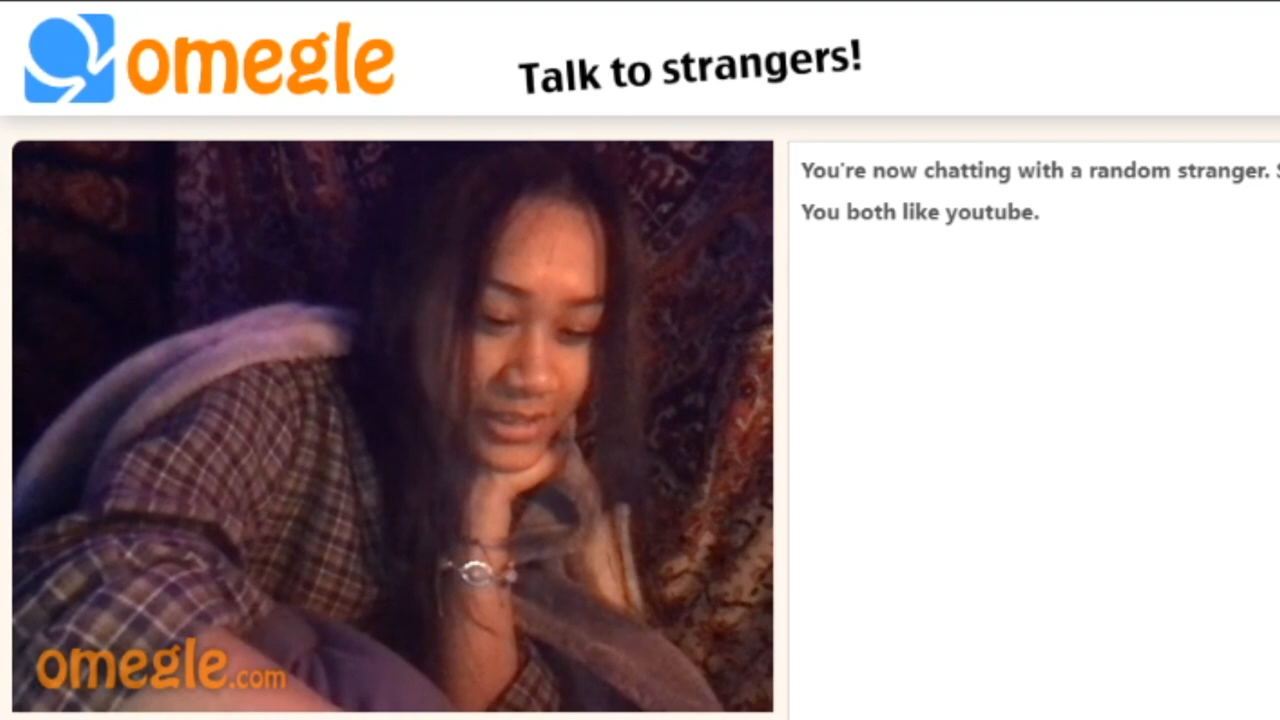 omegle
Talk to strangers!
You're now chatting with a random stranger. S
You both like youtube.
omegle.com